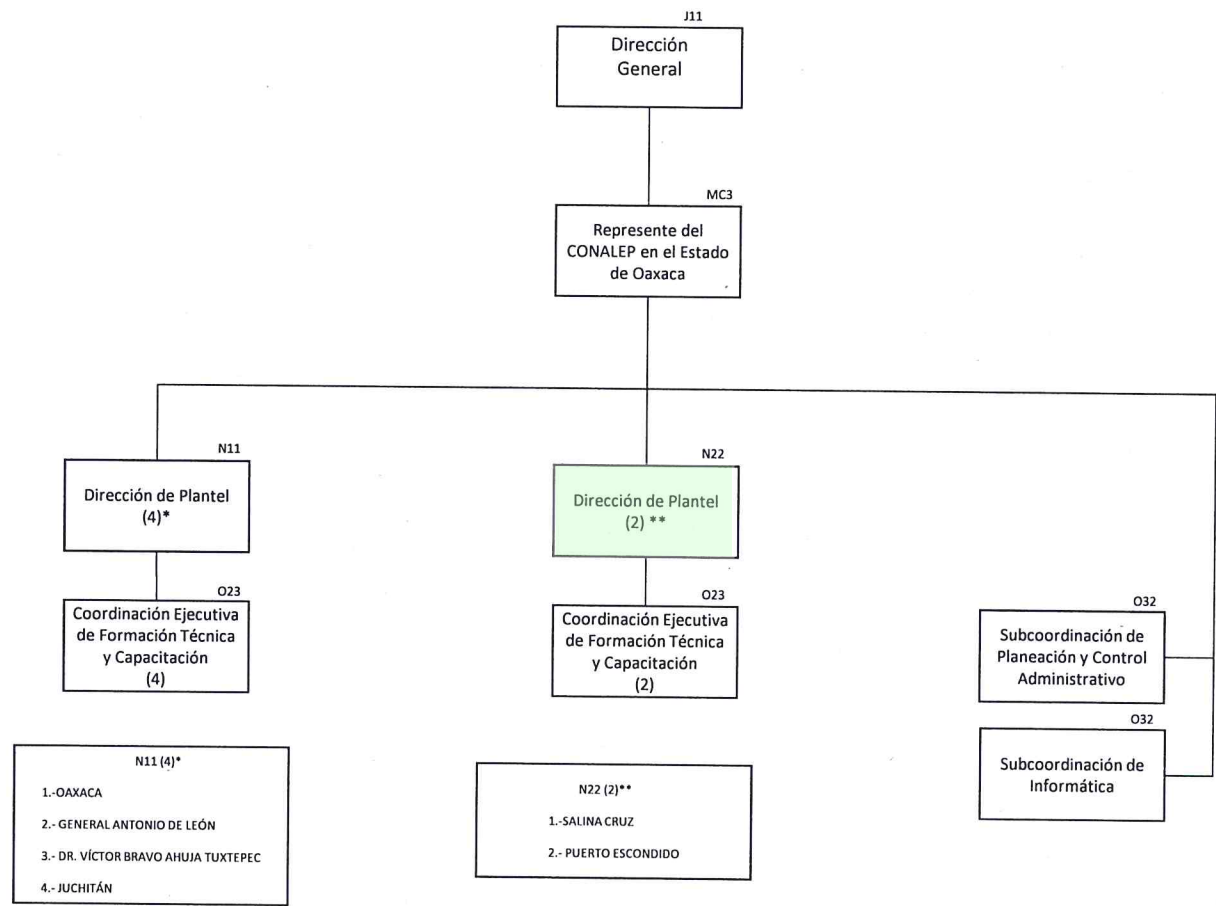 J11
Dirección
General
MC3
Represente del
CONALEP en el Estado
de Oaxaca
N11
Dirección de Plantel
(4)*
N22
Dirección de Plantel
(2) **
O23
Coordinación Ejecutiva
de Formación Técnica
y Capacitación
(4)
O23
Coordinación Ejecutiva
de Formación Técnica
y Capacitación
(2)
O32
Subcoordinación de
Planeación y Control
Administrativo
O32
Subcoordinación de
Informática
N11 (4)*
1.-OAXACA
2.- GENERAL ANTONIO DE LEÓN
3.- DR. VÍCTOR BRAVO AHUJA TUXTEPEC
4.- JUCHITÁN
N22 (2)**
1.-SALINA CRUZ
2.- PUERTO ESCONDIDO